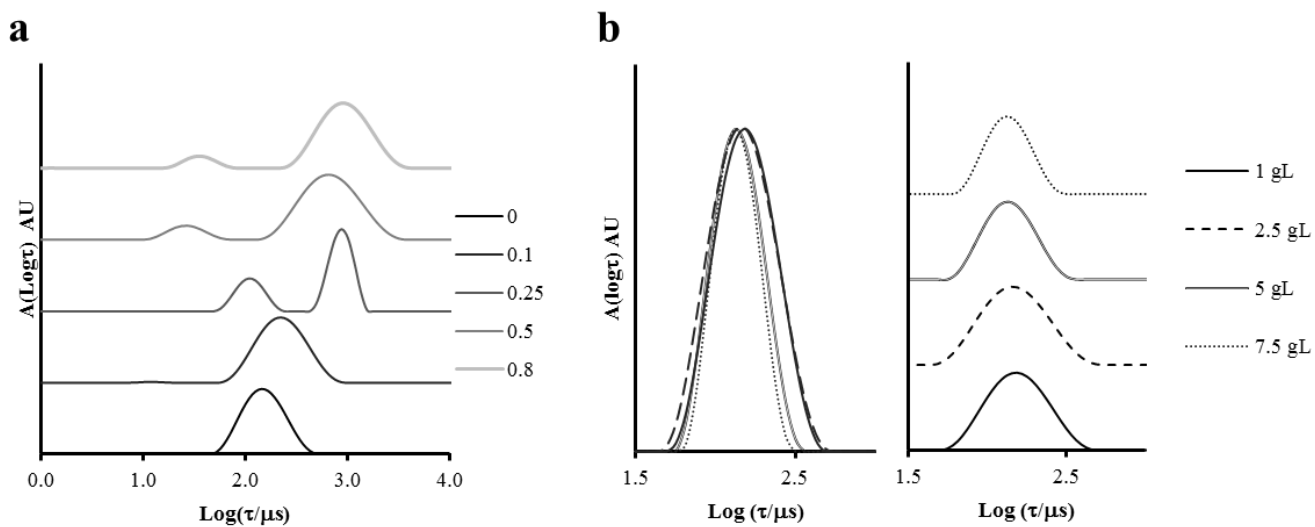 a
A(Logτ) AU
0
0.1
0.25
0.5
0.8
0.0 1.0 2.0 3.0 4.0
Log(τ/μs)
b
A(logτ) AU
1.5 2.5
Log (τ/μs)
1.5 2.5
Log (τ/μs)
1 gL
2.5 gL
5 gL
7.5 gL